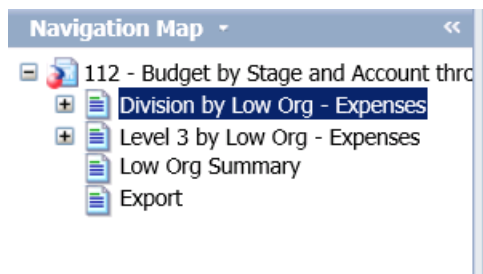 Navigation Map
112 - Budget by Stage and Account thro
Division by Low Org - Expenses
Level 3 by Low Org - Expenses
Low Org Summary
Export